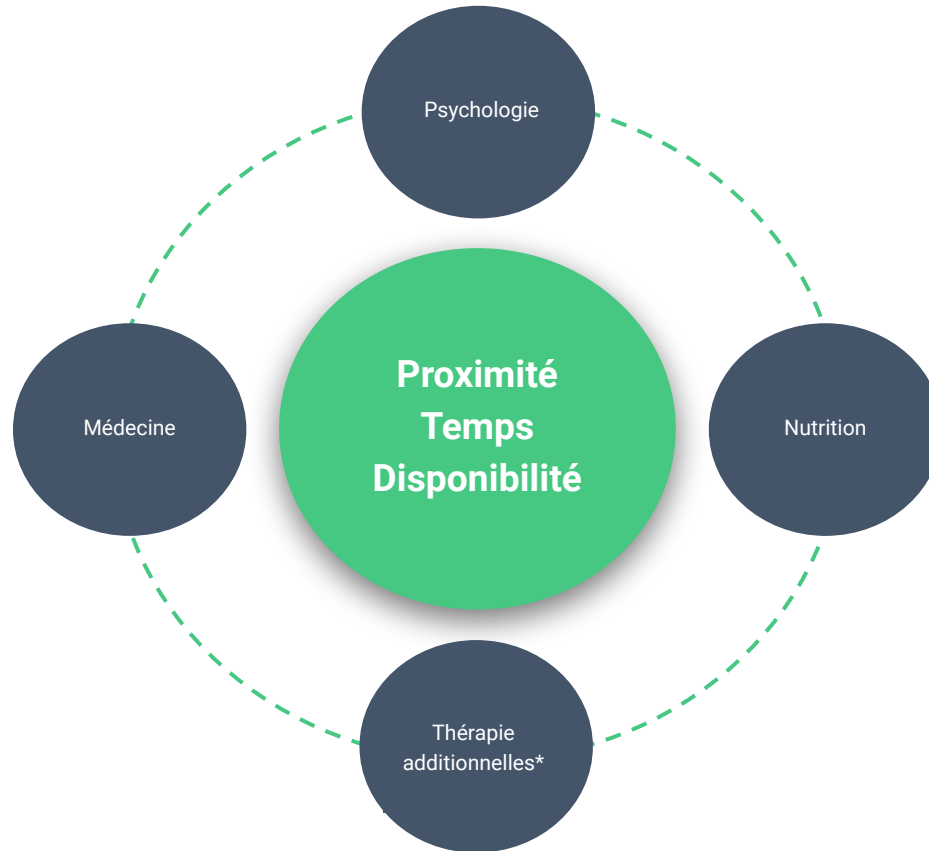 Psychologie
Proximité
Temps
Disponibilité
Médecine
Nutrition
Thérapie
additionnelles*